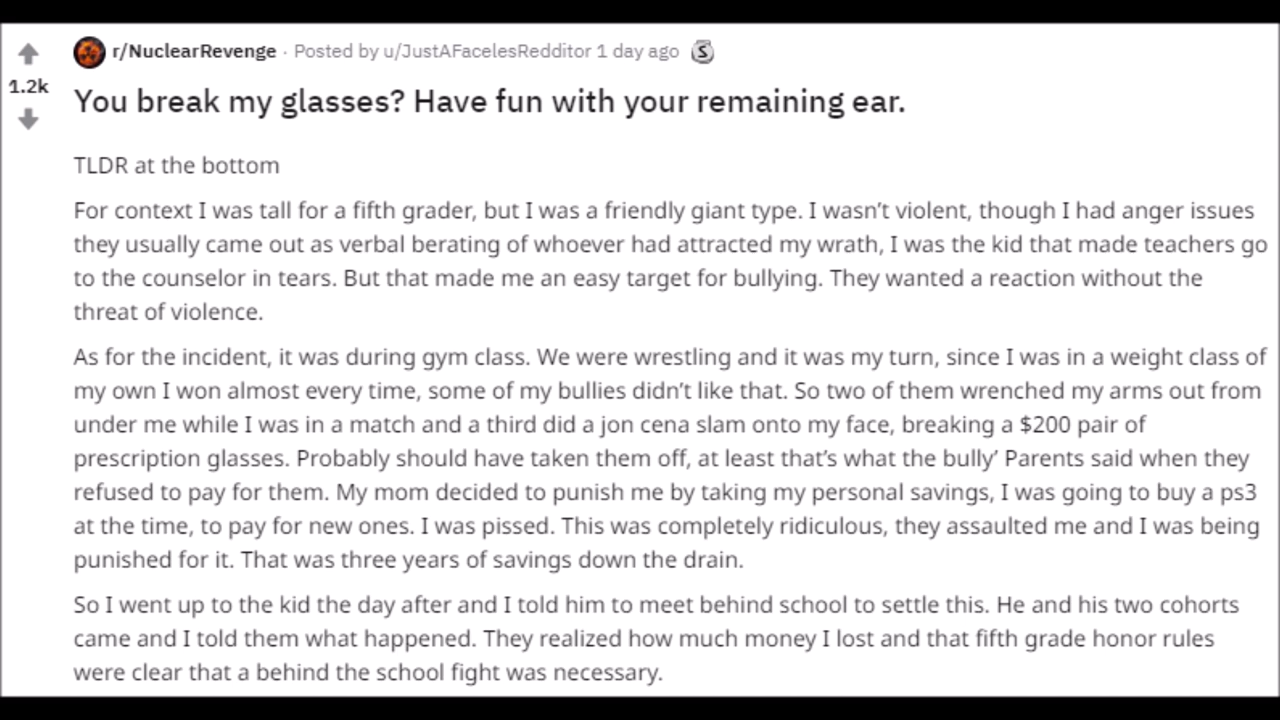 r/NuclearRevenge · Posted by u/JustAFacelesRedditor 1 day ago
1.2k
You break my glasses? Have fun with your remaining ear.
TLDR at the bottom
For context I was tall for a fifth grader, but I was a friendly giant type. I wasn’t violent, though I had anger issues
they usually came out as verbal berating of whoever had attracted my wrath, I was the kid that made teachers go
to the counselor in tears. But that made me an easy target for bullying. They wanted a reaction without the
threat of violence.
As for the incident, it was during gym class. We were wrestling and it was my turn, since I was in a weight class of
my own I won almost every time, some of my bullies didn’t like that. So two of them wrenched my arms out from
under me while I was in a match and a third did a jon cena slam onto my face, breaking a $200 pair of
prescription glasses. Probably should have taken them off, at least that’s what the bully’ Parents said when they
refused to pay for them. My mom decided to punish me by taking my personal savings, I was going to buy a ps3
at the time, to pay for new ones. I was pissed. This was completely ridiculous, they assaulted me and I was being
punished for it. That was three years of savings down the drain.
So I went up to the kid the day after and I told him to meet behind school to settle this. He and his two cohorts
came and I told them what happened. They realized how much money I lost and that fifth grade honor rules
were clear that a behind the school fight was necessary.